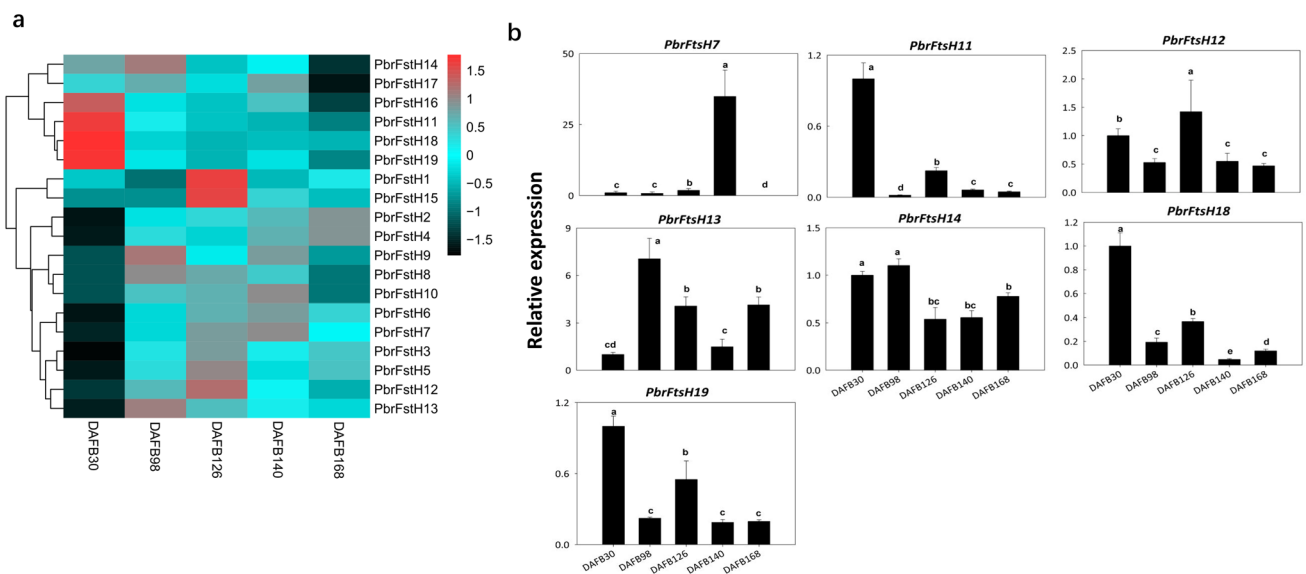 a
PbrFstH14
PbrFstH17
PbrFstH16
PbrFstH11
PbrFstH18
PbrFstH19
PbrFstH1
PbrFstH15
PbrFstH2
PbrFstH4
PbrFstH9
PbrFstH8
PbrFstH10
PbrFstH6
PbrFstH7
PbrFstH3
PbrFstH5
PbrFstH12
PbrFstH13
DAFB30
DAFB98
DAFB126
DAFB140
DAFB168
1.5
1
0.5
0
−0.5
−1
−1.5
b
Relative expression
PbrFtsH7
50
25
0
c
c
b
a
d
PbrFtsH11
1.2
0.6
0.0
a
d
b
c
c
PbrFtsH12
2.5
2.0
1.5
1.0
0.5
0.0
b
c
a
c
c
PbrFtsH13
9
6
3
0
cd
a
b
c
b
PbrFtsH14
1.5
1.0
0.5
0.0
a
a
bc
bc
b
DAFB30
DAFB98
DAFB126
DAFB140
DAFB168
PbrFtsH18
1.2
1.0
0.8
0.6
0.4
0.2
0.0
a
c
b
e
d
DAFB30
DAFB98
DAFB126
DAFB140
DAFB168
PbrFtsH19
1.2
0.6
0.0
a
c
b
c
c
DAFB30
DAFB98
DAFB126
DAFB140
DAFB168